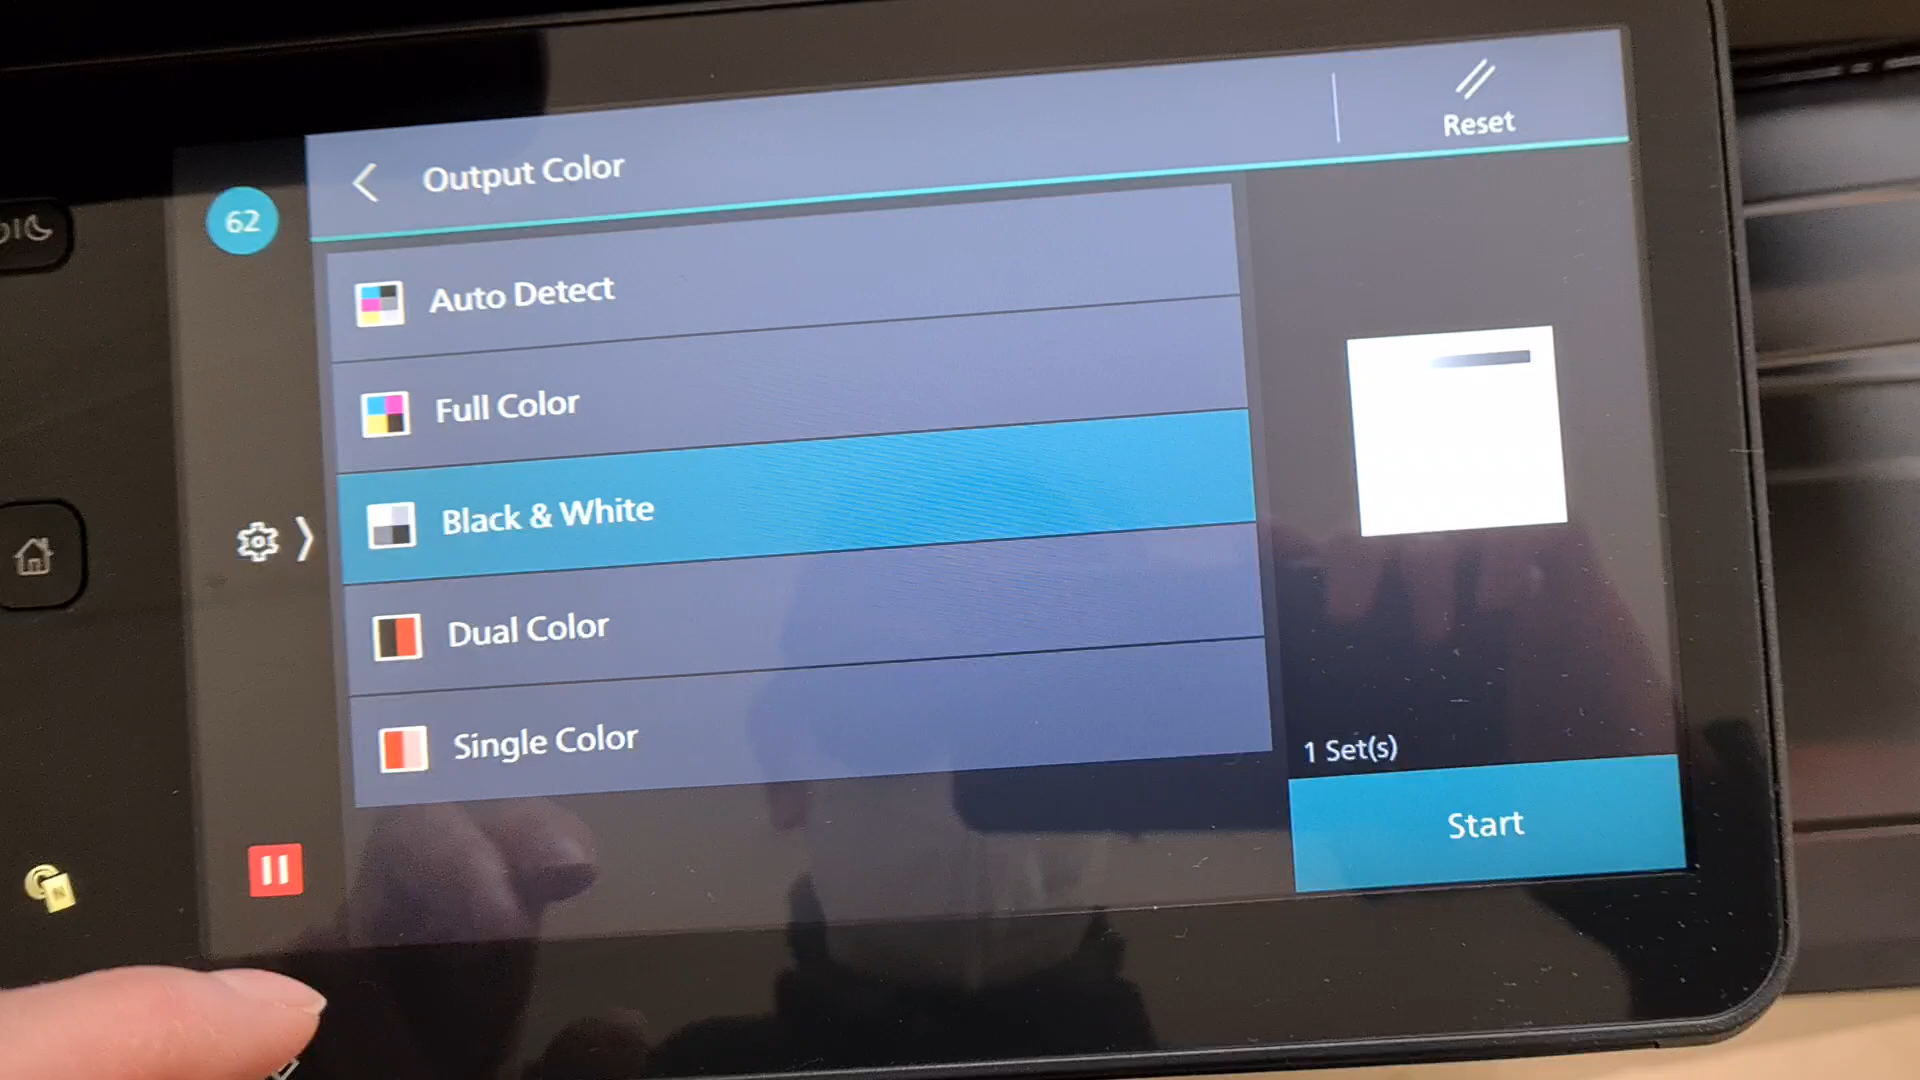 Output Color
Reset
62
Auto Detect
Full Color
Black & White
Dual Color
Single Color
1 Set(s)
Start
N